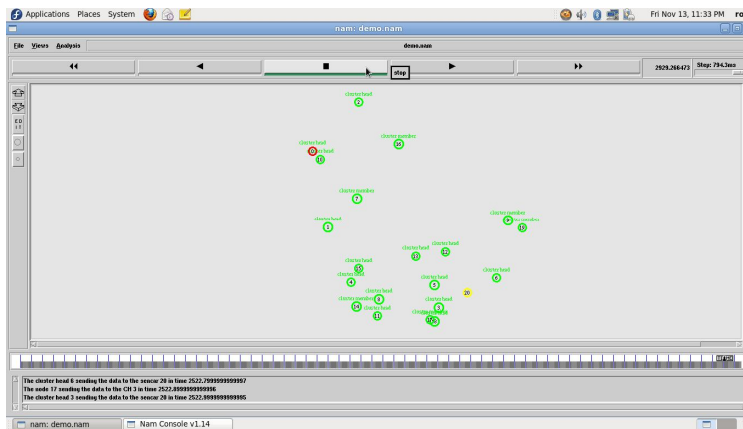 Applications Places System Fri Nov 13, 11:33 PM ro
nam: demo.nam
File Views Analysis demo.nam
stop 2929.266473 Step: 794.3ms
cluster head
2
cluster member
16
cluster head
0
10
cluster member
7
cluster head
1
cluster member
19
cluster head
12
cluster head
13
cluster head
15
cluster head
6
cluster head
4
cluster head
5
20
cluster head
8
cluster member
14
cluster head
11
cluster head
3
The cluster head 6 sending the data to the sencar 20 in time 2522.7999999999997
The node 17 sending the data to the CH 3 in time 2522.8999999999996
The cluster head 3 sending the data to the sencar 20 in time 2522.9999999999995
nam: demo.nam Nam Console v1.14